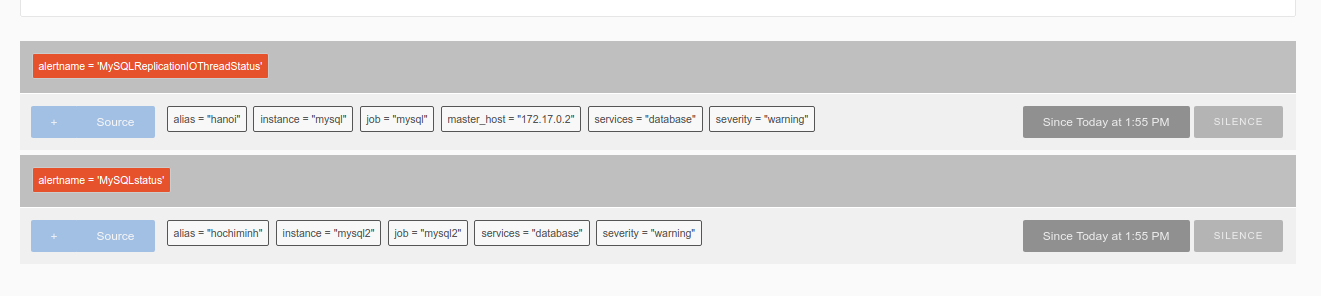 alertname = 'MySQLReplicationIOThreadStatus'
+ Source alias = "hanoi" instance = "mysql" job = "mysql" master_host = "172.17.0.2" services = "database" severity = "warning" Since Today at 1:55 PM SILENCE
alertname = 'MySQLstatus'
+ Source alias = "hochiminh" instance = "mysql2" job = "mysql2" services = "database" severity = "warning" Since Today at 1:55 PM SILENCE